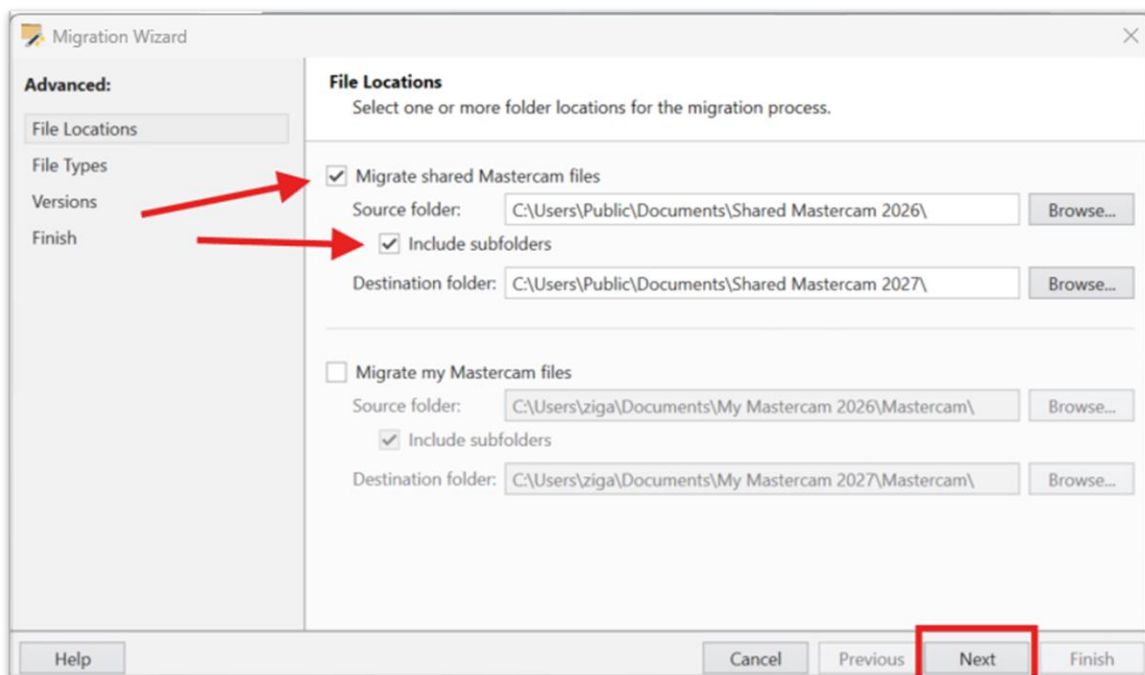 Migration Wizard
Advanced:
File Locations
File Types
Versions
Finish
File Locations
Select one or more folder locations for the migration process.
Migrate shared Mastercam files
Source folder: C:\Users\Public\Documents\Shared Mastercam 2026\ Browse...
Include subfolders
Destination folder: C:\Users\Public\Documents\Shared Mastercam 2027\ Browse...
Migrate my Mastercam files
Source folder: C:\Users\ziga\Documents\My Mastercam 2026\Mastercam\ Browse...
Include subfolders
Destination folder: C:\Users\ziga\Documents\My Mastercam 2027\Mastercam\ Browse...
Help Cancel Previous Next Finish